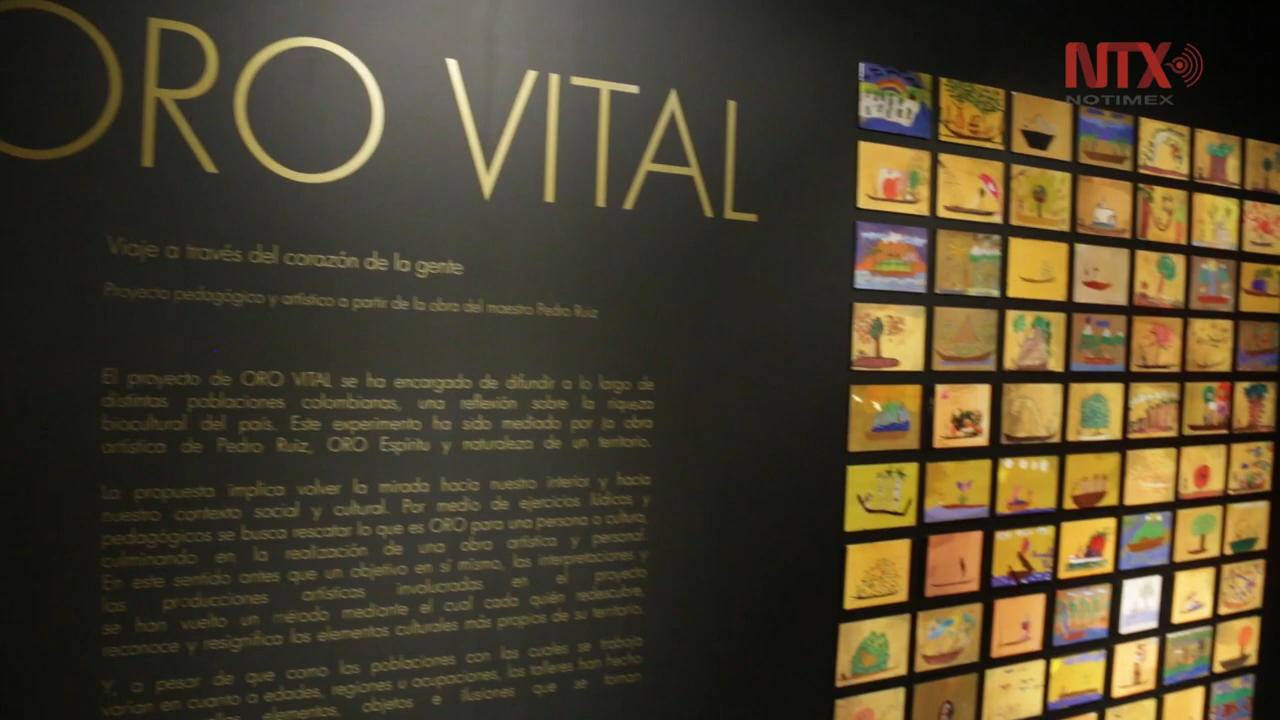 ORO VITAL
NTX
NOTIMEX
Viaje a través del corazón de la gente
Proyecto pedagógico y artístico a partir de la obra del maestro Pedro Ruiz
El proyecto de ORO VITAL se ha encargado de difundir a lo largo de
distintas poblaciones colombianas, una reflexión sobre la riqueza
biocultural del país. Este experimento ha sido mediado por la obra
artística de Pedro Ruiz, ORO Espíritu y naturaleza de un territorio.
La propuesta implica volver la mirada hacia nuestro interior y hacia
nuestro contexto social y cultural. Por medio de ejercicios lúdicos y
pedagógicos se busca rescatar lo que es ORO para una persona o cultura,
culminando en la realización de una obra artística y personal.
En este sentido antes que un objetivo en sí mismo, las interpretaciones y
las producciones artísticas involucradas en el proyecto
se han vuelto un método mediante el cual cada quién redescubre,
reconoce y resignifica los elementos culturales más propios de su territorio.
Y, a pesar de que como las poblaciones con las cuales se trabaja
varían en cuanto a edades, regiones u ocupaciones, los talleres han hecho
elementos, objetos e ilusiones que se toman